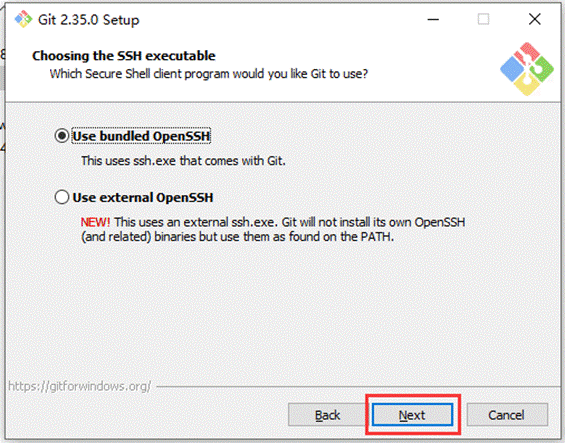 Git 2.35.0 Setup
Choosing the SSH executable
Which Secure Shell client program would you like Git to use?
Use bundled OpenSSH
This uses ssh.exe that comes with Git.
Use external OpenSSH
NEW! This uses an external ssh.exe. Git will not install its own OpenSSH
(and related) binaries but use them as found on the PATH.
https://gitforwindows.org/
Back Next Cancel